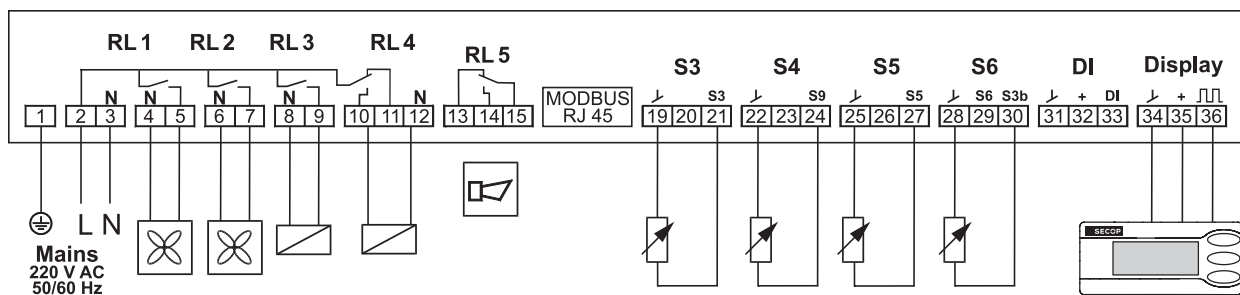 RL 1 RL 2 RL 3 RL 4 RL 5 S3 S4 S5 S6 DI Display
N N N N N S3 S9 S5 S6 S3b + DI +
1 2 3 4 5 6 7 8 9 10 11 12 13 14 15 MODBUS 19 20 21 22 23 24 25 26 27 28 29 30 31 32 33 34 35 36
RJ 45
L N
Mains
220 V AC
50/60 Hz
SECOP